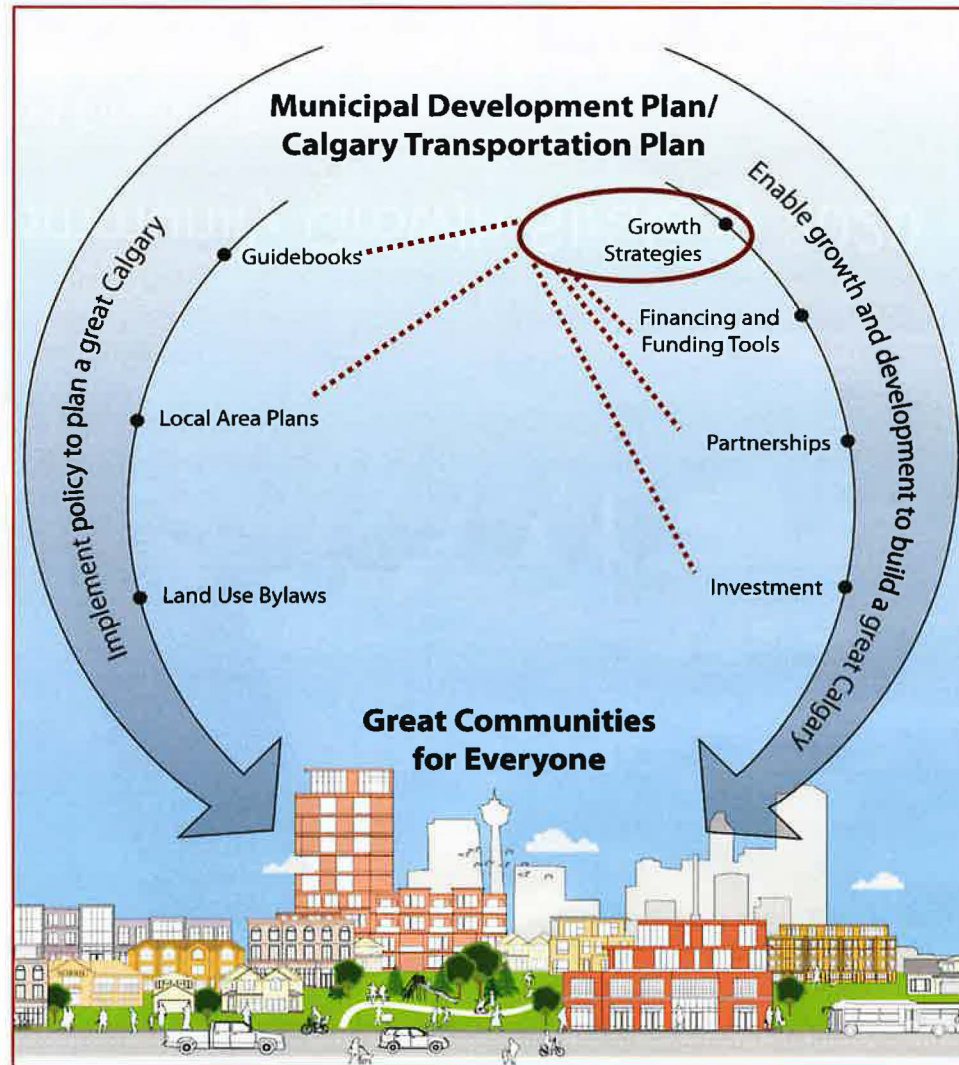 Municipal Development Plan/
Calgary Transportation Plan
Implement policy to plan a great Calgary
Enable growth and development to build a great Calgary
Guidebooks
Local Area Plans
Land Use Bylaws
Growth
Strategies
Financing and
Funding Tools
Partnerships
Investment
Great Communities
for Everyone